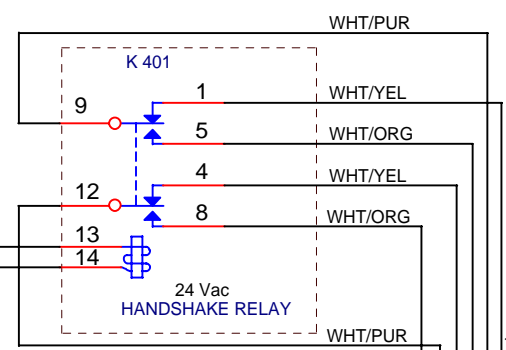 WHT/PUR
K 401
9
1
WHT/YEL
5
WHT/ORG
4
WHT/YEL
12
8
WHT/ORG
13
14
24 Vac
HANDSHAKE RELAY
WHT/PUR